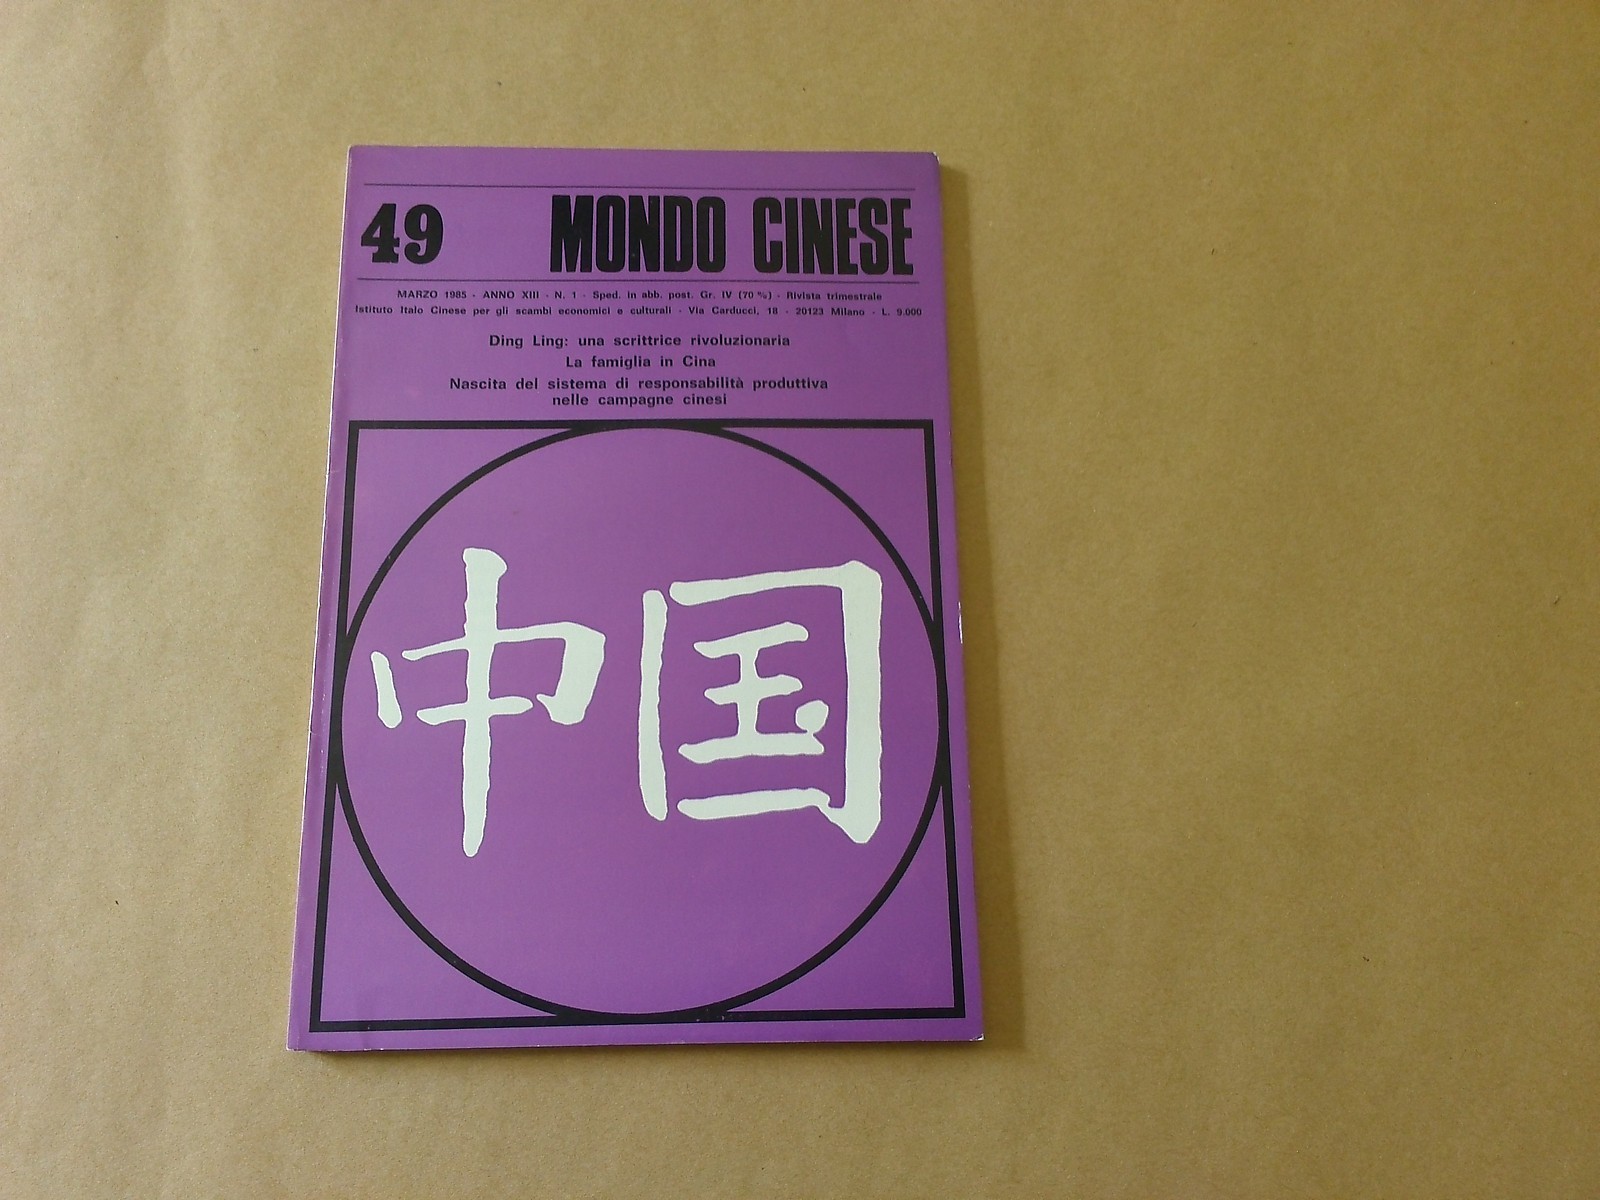 49 MONDO CINESE
MARZO 1985 - ANNO XIII - N. 1 - Sped. in abb. post. Gr. IV (70 %) - Rivista trimestrale
Istituto Italo Cinese per gli scambi economici e culturali - Via Carducci, 18 - 20123 Milano - L. 9.000
Ding Ling: una scrittrice rivoluzionaria
La famiglia in Cina
Nascita del sistema di responsabilità produttiva
nelle campagne cinesi
中国